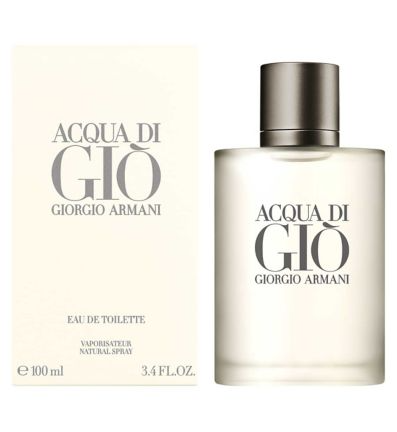 ACQUA DI
GIÒ
GIORGIO ARMANI
EAU DE TOILETTE
VAPORISATEUR
NATURAL SPRAY
℮ 100 ml 3.4 FL.OZ.
ACQUA DI
GIÒ
GIORGIO ARMANI